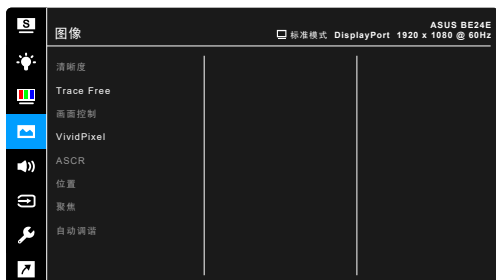 S
ASUS BE24E
图像
标准模式 DisplayPort 1920 x 1080 @ 60Hz
清晰度
Trace Free
画面控制
VividPixel
ASCR
位置
聚焦
自动调谐